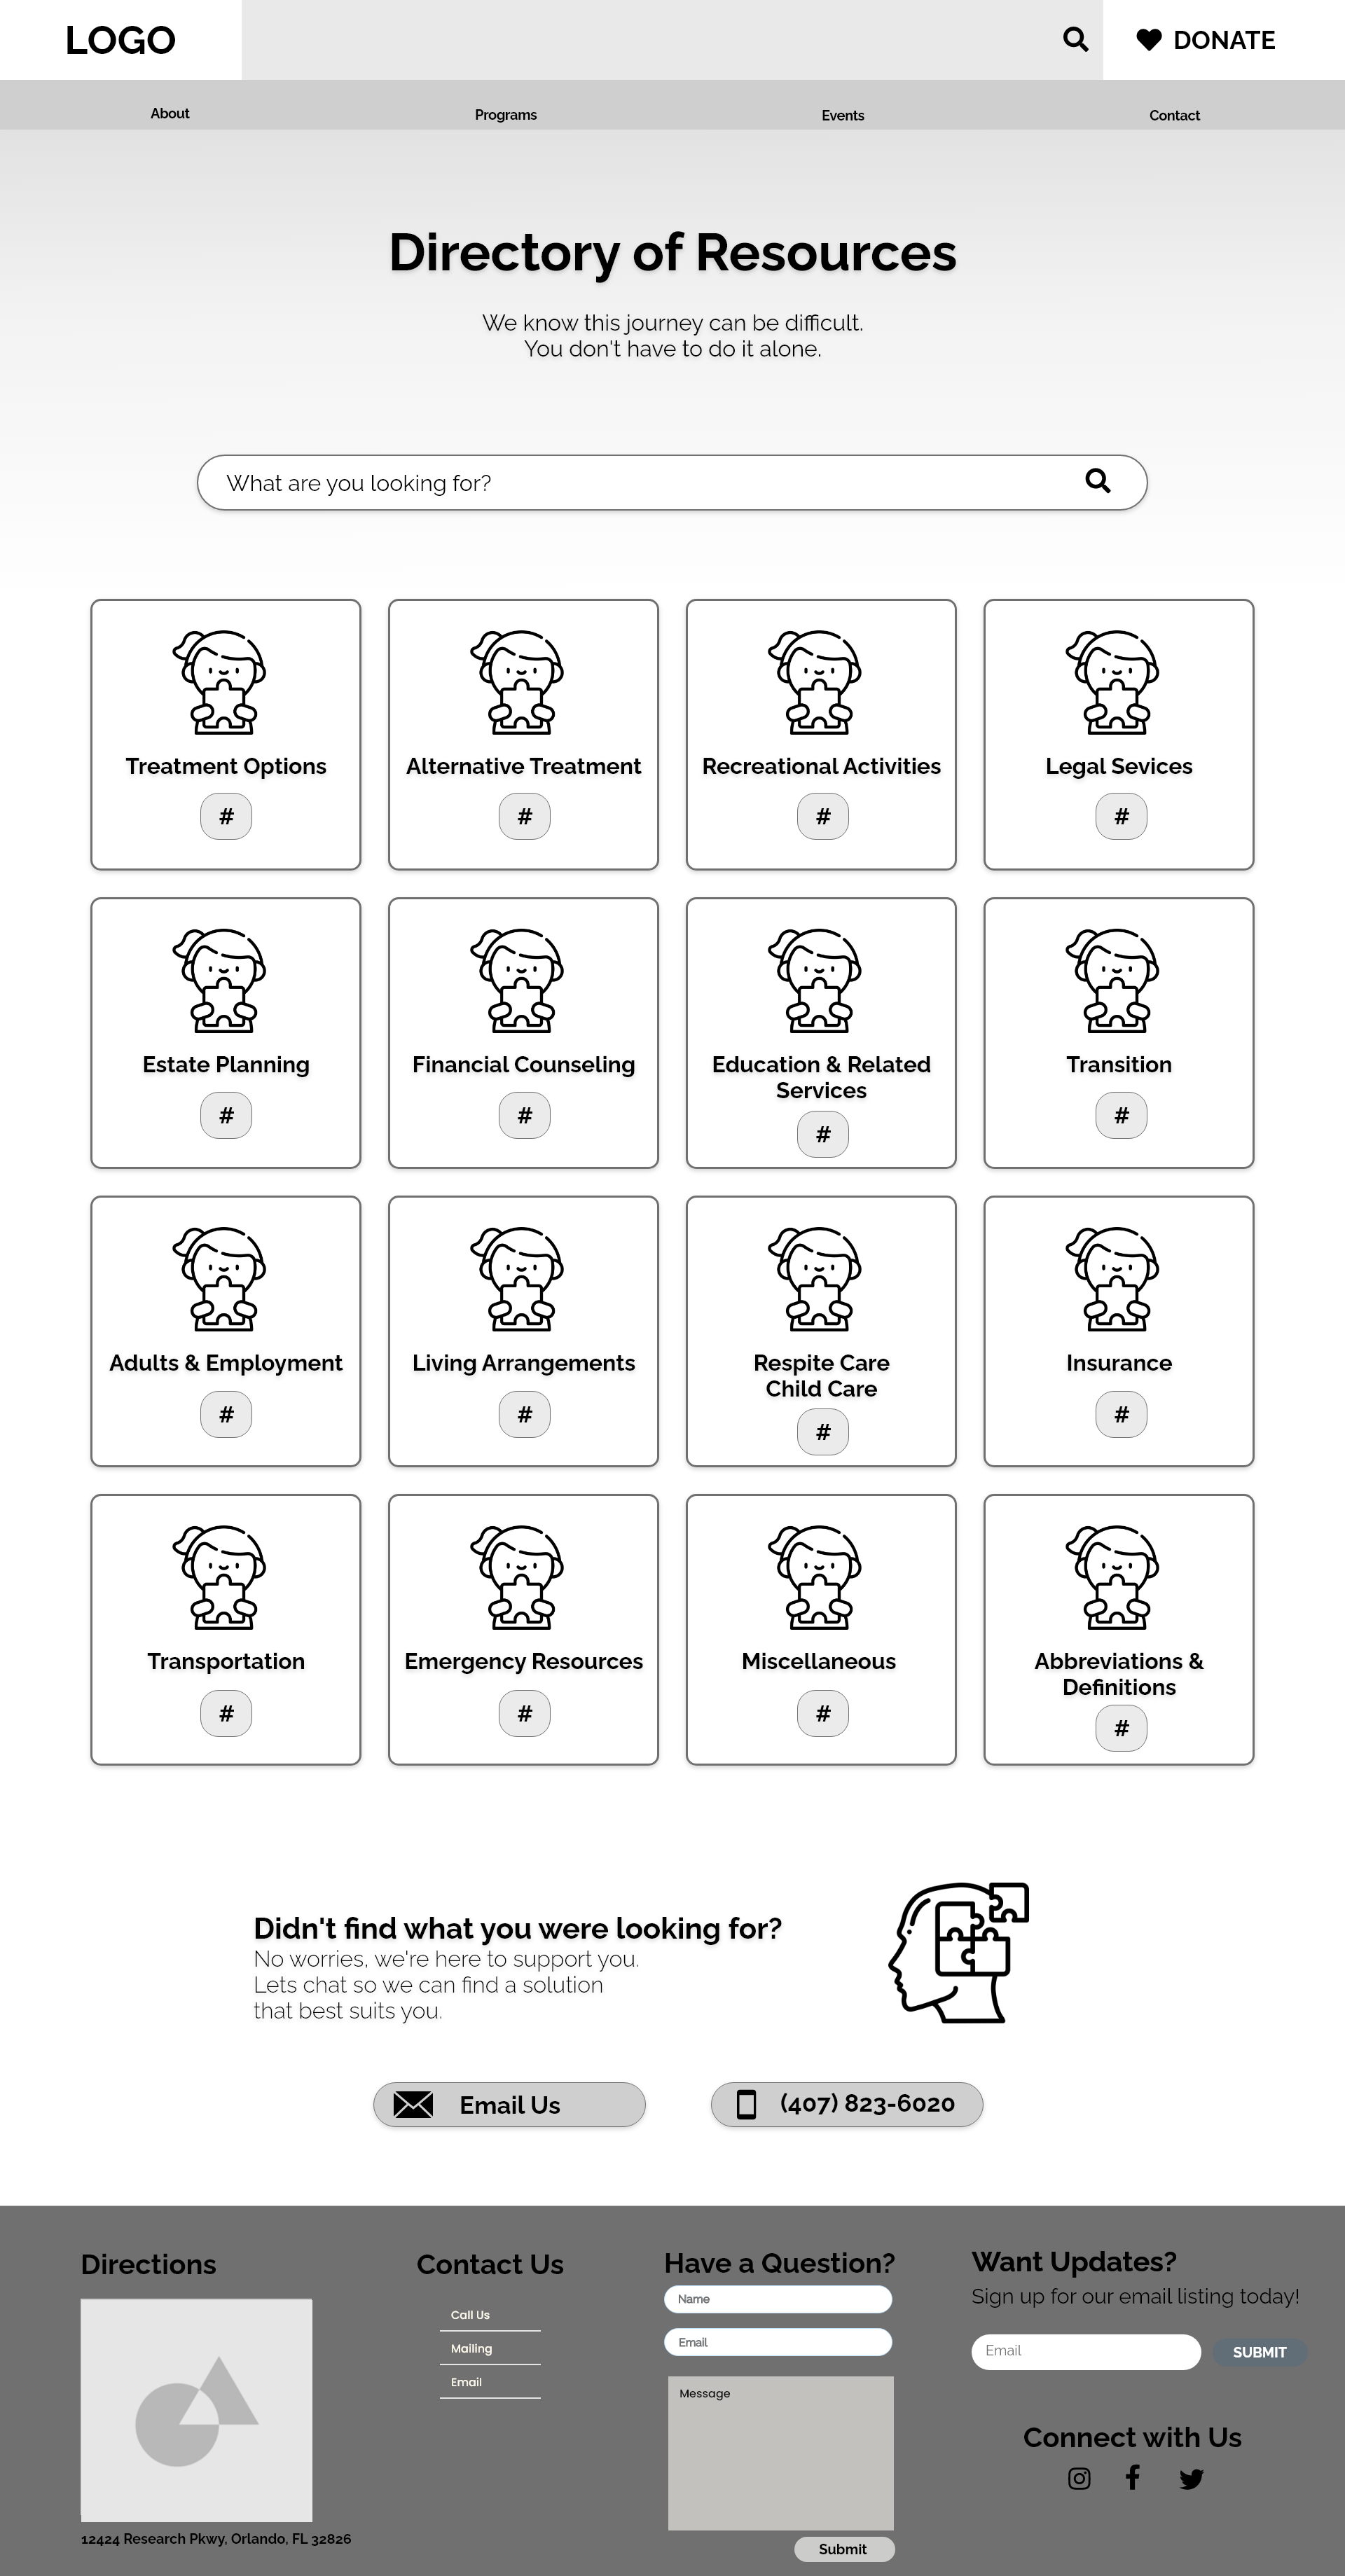 LOGO
DONATE
About
Programs
Events
Contact
Directory of Resources
We know this journey can be difficult.
You don't have to do it alone.
What are you looking for?
Treatment Options
#
Alternative Treatment
#
Recreational Activities
#
Legal Sevices
#
Estate Planning
#
Financial Counseling
#
Education & Related
Services
#
Transition
#
Adults & Employment
#
Living Arrangements
#
Respite Care
Child Care
#
Insurance
#
Transportation
#
Emergency Resources
#
Miscellaneous
#
Abbreviations &
Definitions
#
Didn't find what you were looking for?
No worries, we're here to support you.
Lets chat so we can find a solution
that best suits you.
Email Us
(407) 823-6020
Directions
12424 Research Pkwy, Orlando, FL 32826
Contact Us
Call Us
Mailing
Email
Have a Question?
Name
Email
Message
Submit
Want Updates?
Sign up for our email listing today!
Email
SUBMIT
Connect with Us